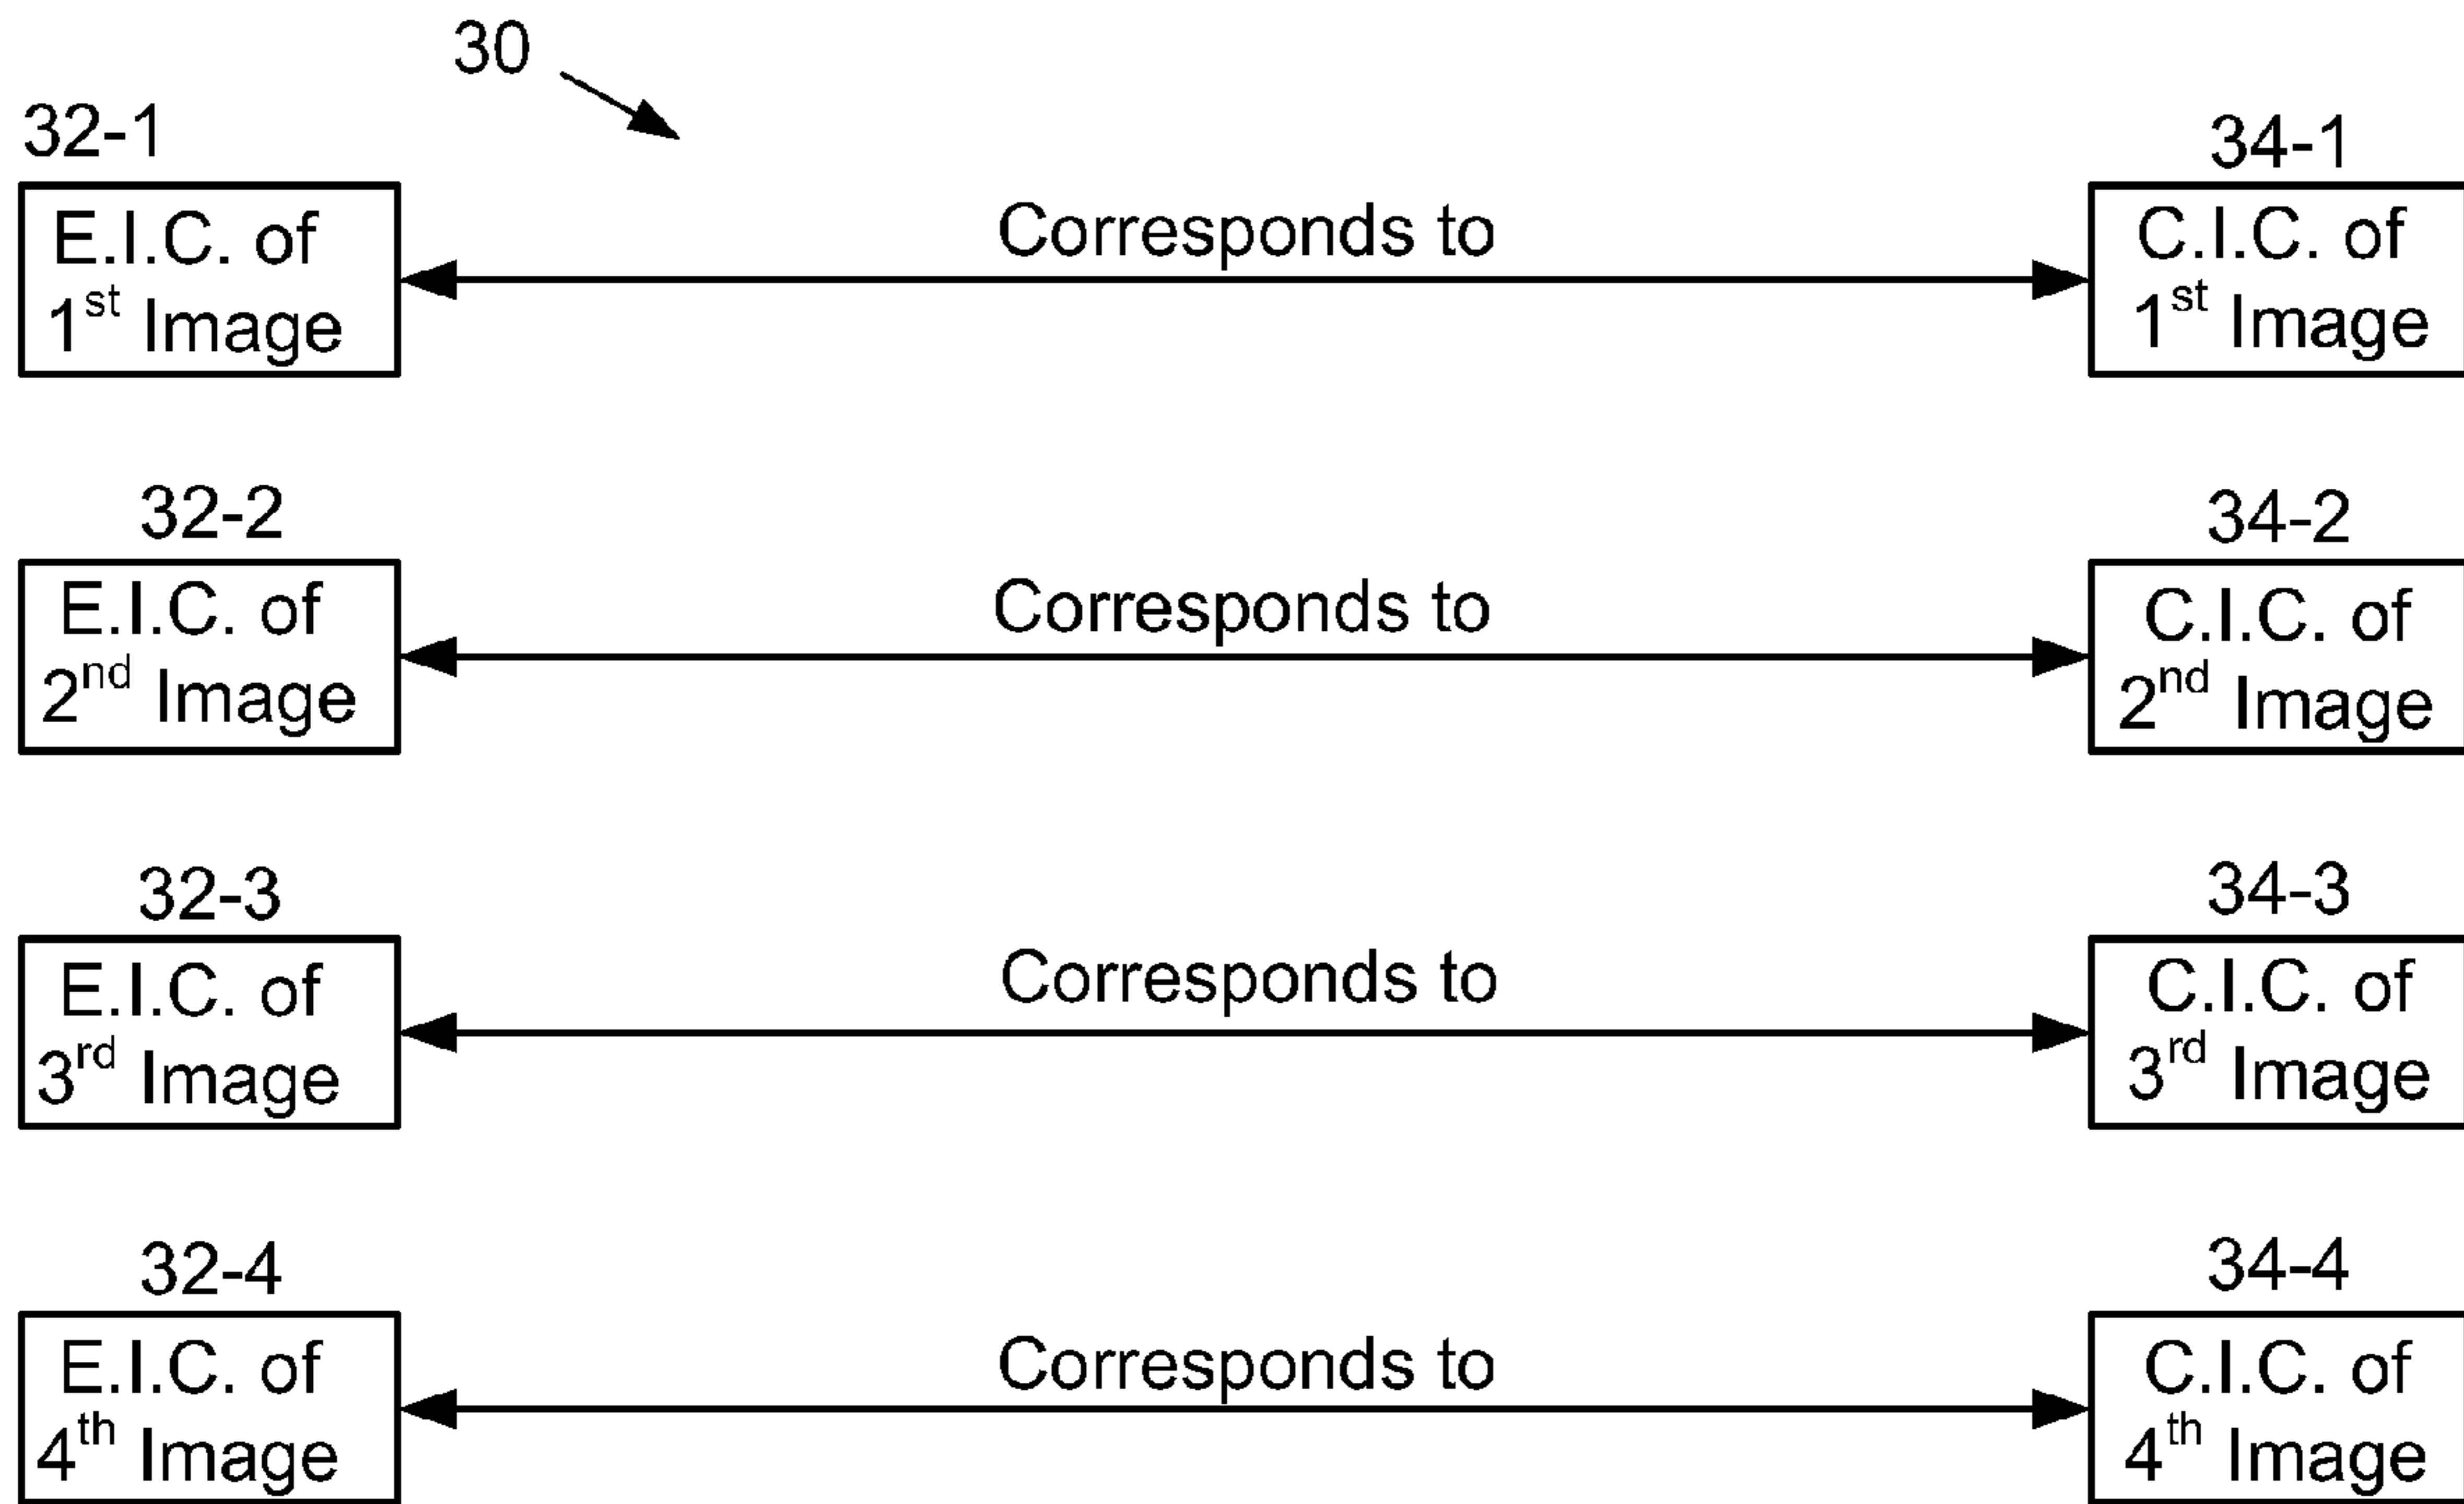 30
32-1
34-1
E.I.C. of
1st Image
Corresponds to
C.I.C. of
1st Image
32-2
34-2
E.I.C. of
2nd Image
Corresponds to
C.I.C. of
2nd Image
32-3
34-3
E.I.C. of
3rd Image
Corresponds to
C.I.C. of
3rd Image
32-4
34-4
E.I.C. of
4th Image
Corresponds to
C.I.C. of
4th Image